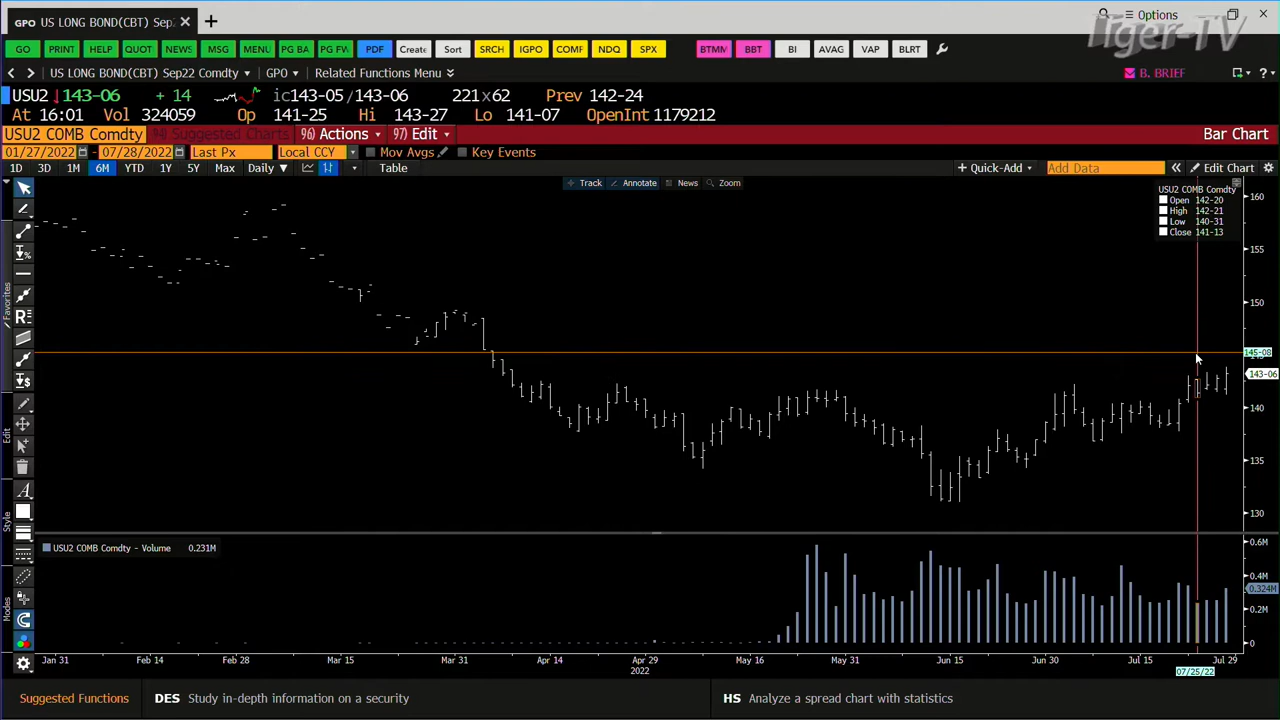 GPO US LONG BOND(CBT) Sep2
Options
Tiger-TV
GO PRINT HELP QUOT NEWS MSG MENU PG BA PG FW PDF Create Sort SRCH IGPO COMF NDQ SPX BTMM BBT BI AVAG VAP BLRT
US LONG BOND(CBT) Sep22 Comdty GPO Related Functions Menu B. BRIEF
USU2 143-06 + 14 ic143-05/143-06 221x62 Prev 142-24
At 16:01 Vol 324059 Op 141-25 Hi 143-27 Lo 141-07 OpenInt 1179212
USU2 COMB Comdty 94) Suggested Charts 96) Actions 97) Edit Bar Chart
01/27/2022 - 07/28/2022 Last Px Local CCY Mov Avgs Key Events
1D 3D 1M 6M YTD 1Y 5Y Max Daily Table + Quick-Add Add Data Edit Chart
Track Annotate News Zoom
USU2 COMB Comdty
Open 142-20
High 142-21
Low 140-31
Close 141-13
160
155
150
145-08
145
143-06
140
135
130
Favorites
Edit
Style
Modes
USU2 COMB Comdty - Volume 0.231M
0.6M
0.4M
0.324M
0.2M
0
Jan 31 Feb 14 Feb 28 Mar 15 Mar 31 Apr 14 Apr 29 May 16 May 31 Jun 15 Jun 30 Jul 15 Jul 29
2022
07/25/22
Suggested Functions DES Study in-depth information on a security HS Analyze a spread chart with statistics